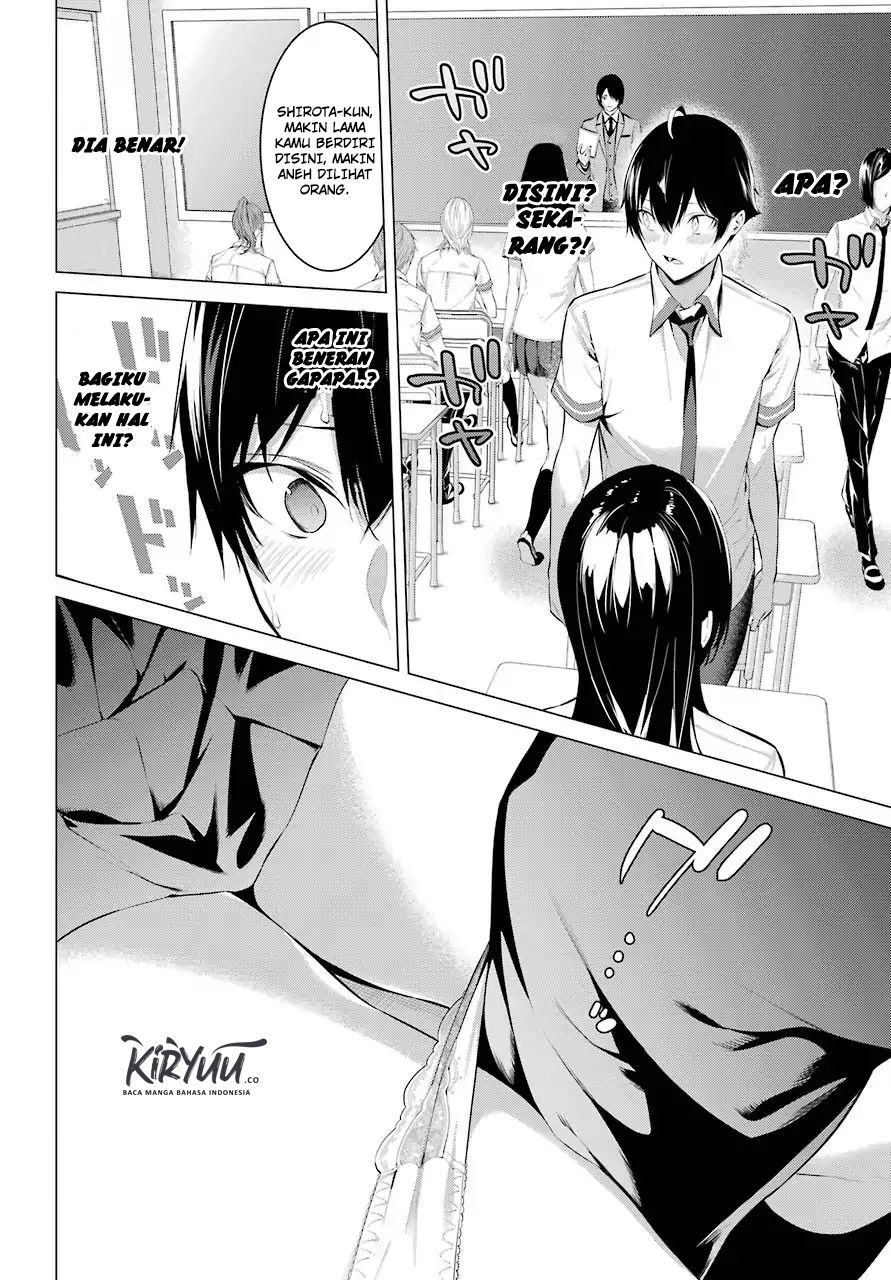 APA?
DISINI?
SEKA-
RANG?!
SHIROTA-KUN,
MAKIN LAMA
KAMU BERDIRI
DISINI, MAKIN
ANEH DILIHAT
ORANG.
DIA BENAR!
APA INI
BENERAN
GAPAPA..?
BAGIKU
MELAKU-
KAN HAL
INI?
KIRYUU.CO
BACA MANGA BAHASA INDONESIA